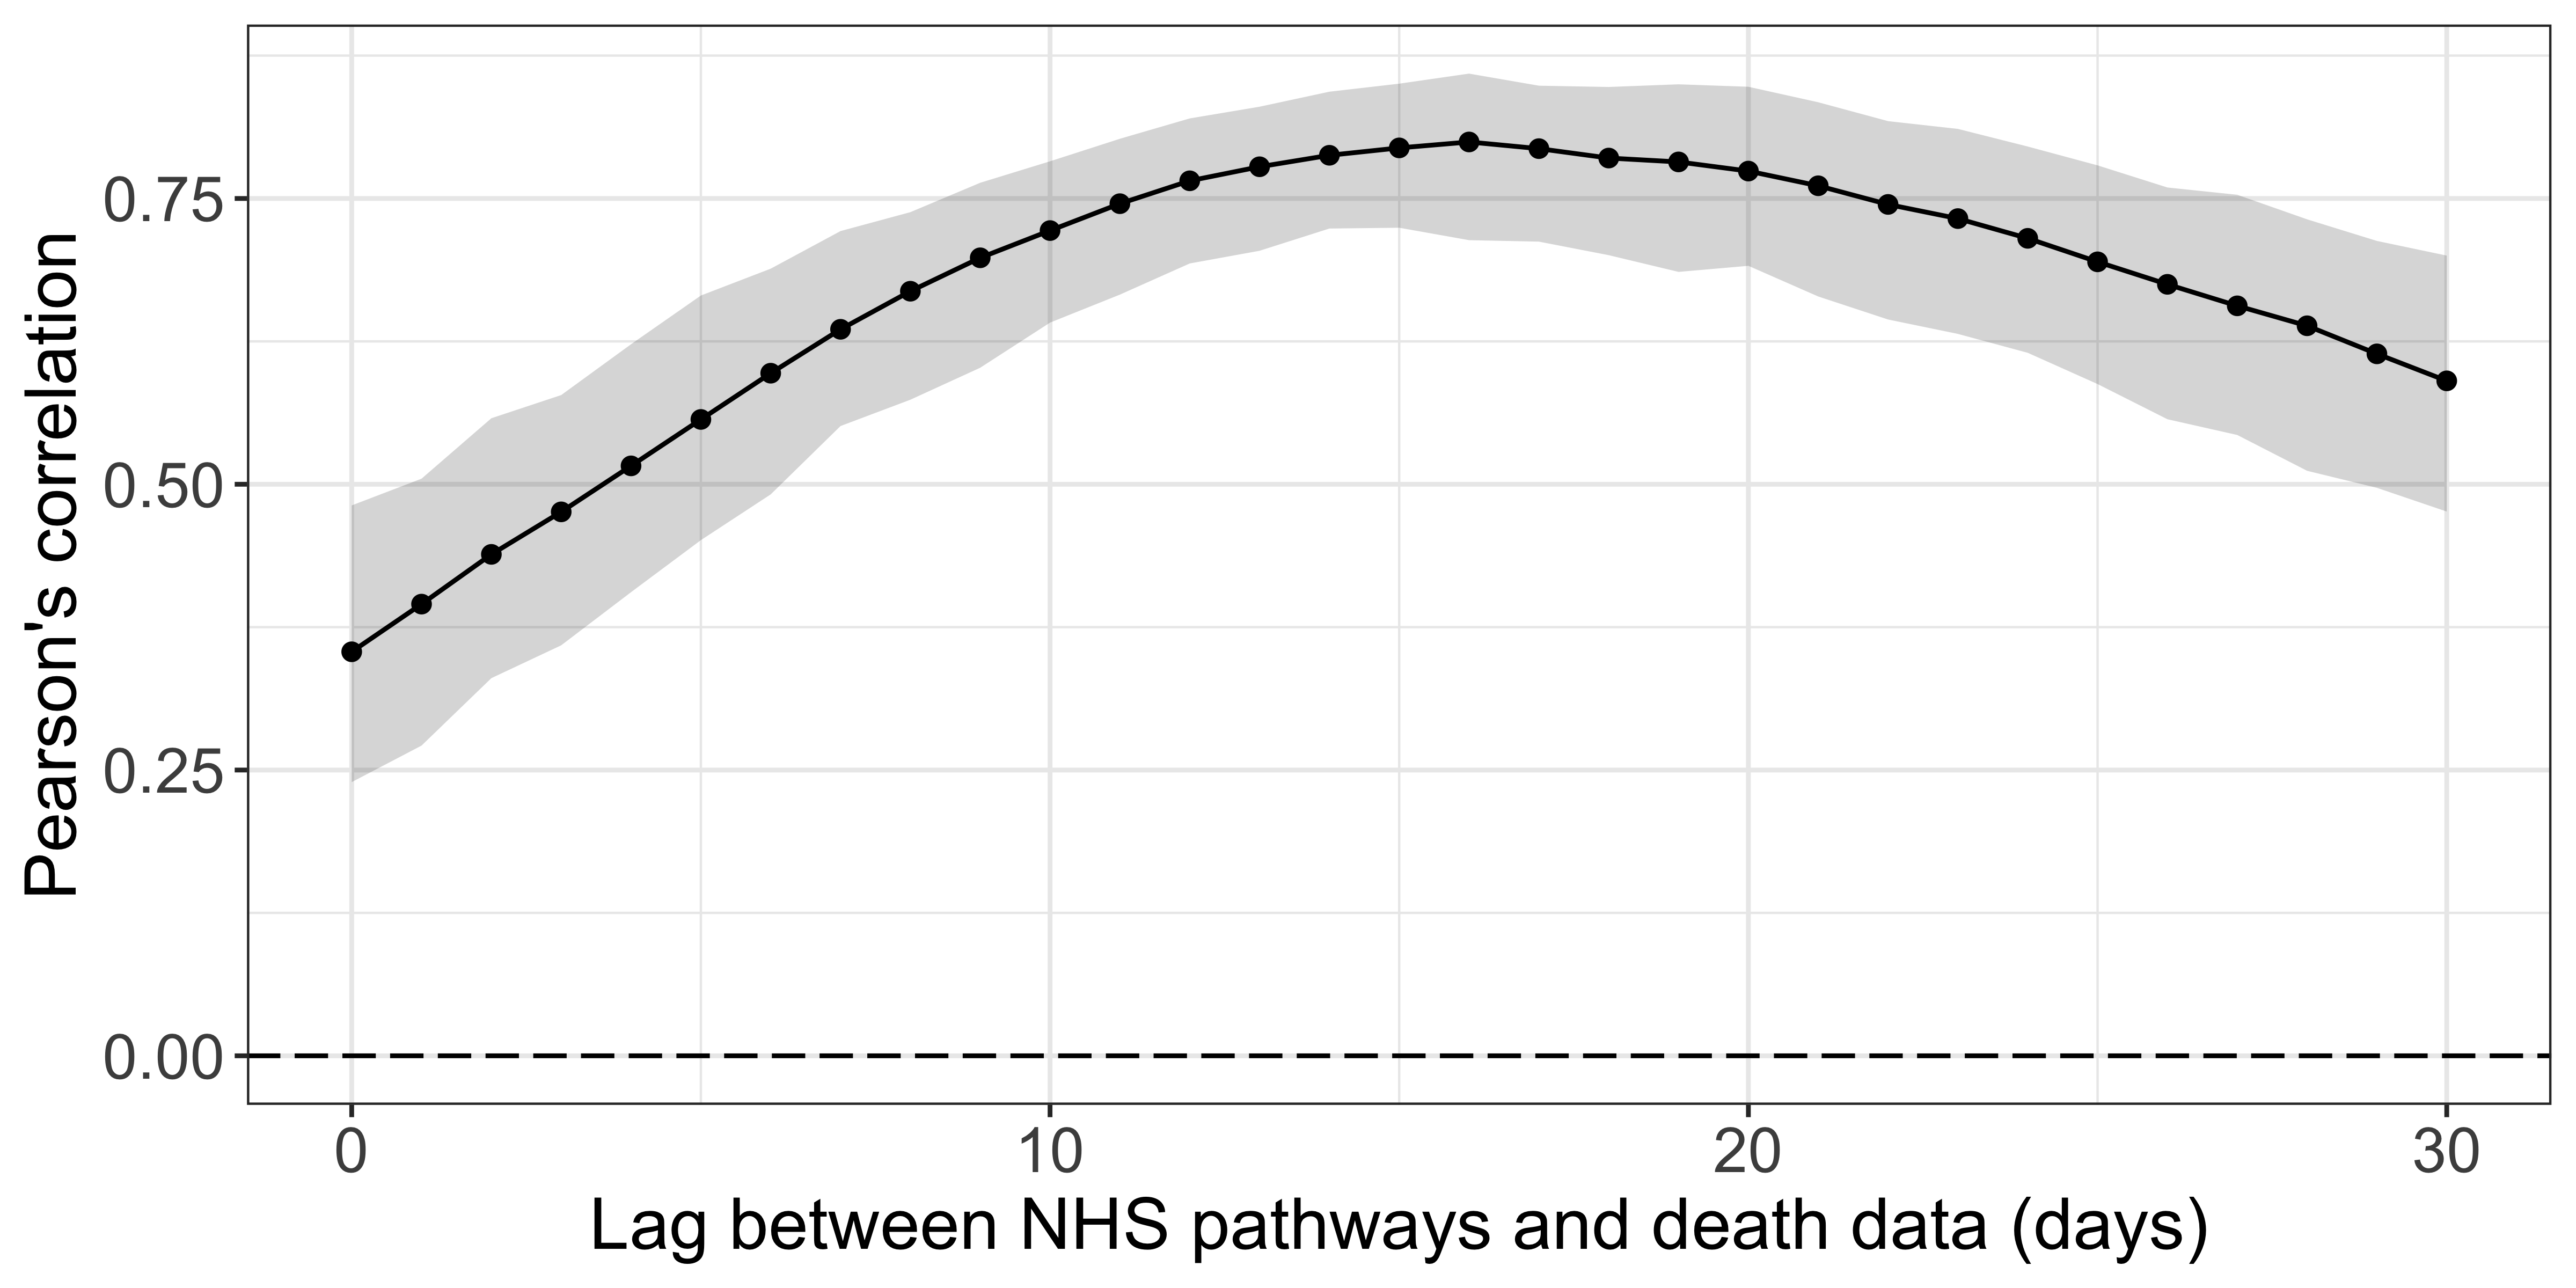 Pearson's correlation
0.75
0.50
0.25
0.00
0 10 20 30
Lag between NHS pathways and death data (days)